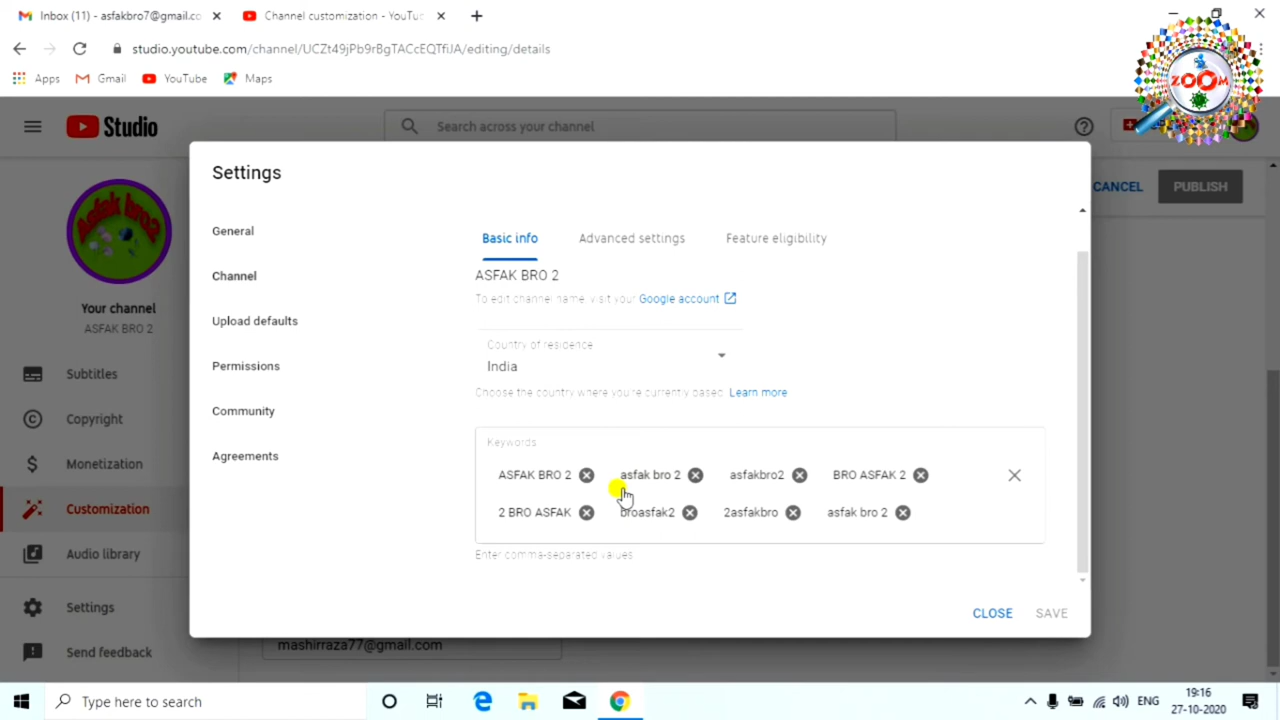 Inbox (11) - asfakbro7@gmail.co
Channel customization - YouTu
studio.youtube.com/channel/UCZt49jPb9rBgTACcEQTfiJA/editing/details
Apps Gmail YouTube Maps
ZOOM
Studio
Search across your channel
Asfak bro2
Your channel
ASFAK BRO 2
Subtitles
Copyright
Monetization
Customization
Audio library
Settings
Send feedback
CANCEL PUBLISH
Settings
General
Channel
Upload defaults
Permissions
Community
Agreements
Basic info Advanced settings Feature eligibility
ASFAK BRO 2
To edit channel name, visit your Google account
Country of residence
India
Choose the country where you're currently based. Learn more
Keywords
ASFAK BRO 2 asfak bro 2 asfakbro2 BRO ASFAK 2
2 BRO ASFAK broasfak2 2asfakbro asfak bro 2
Enter comma-separated values
CLOSE SAVE
mashirraza77@gmail.com
Type here to search
ENG
19:16
27-10-2020